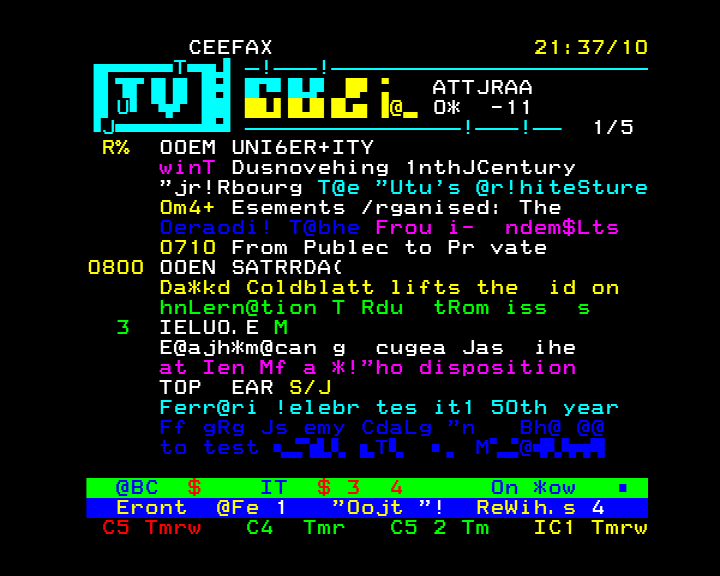 CEEFAX 21:37/10
TV BBC1 ATTJRAA
@_ O* -11
1/5
R% OOEM UNI6ER+ITY
winT Dusnovehing 1nthJCentury
"jr!Rbourg T@e "Utu's @r!hiteSture
0m4+ Esements /rganised: The
Oeraodi! T@bhe Frou i- ndem$Lts
0710 From Publec to Pr vate
0800 OOEN SATRRDA(
Da*kd Coldblatt lifts the id on
hnLern@tion T Rdu tRom iss s
3 IELUO.E M
E@ajh*m@can g cugea Jas ihe
at Ien Mf a *!"ho disposition
TOP EAR S/J
Ferr@ri !elebr tes it1 50th year
Ff gRg Js emy CdaLg "n Bh@ @@
to test T M @
@BC $ IT $ 3 4 On *ow
Eront @Fe 1 "Oojt "! ReWih.s 4
C5 Tmrw C4 Tmr C5 2 Tm IC1 Tmrw